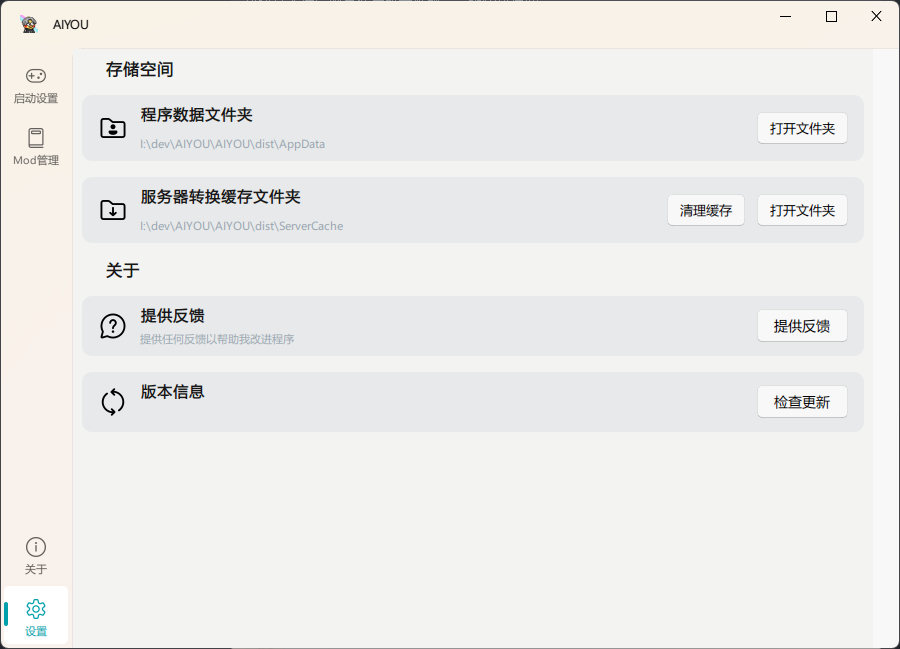 AIYOU
启动设置
Mod管理
存储空间
程序数据文件夹
I:\dev\AIYOU\AIYOU\dist\AppData
打开文件夹
服务器转换缓存文件夹
I:\dev\AIYOU\AIYOU\dist\ServerCache
清理缓存
打开文件夹
关于
提供反馈
提供任何反馈以帮助我改进程序
提供反馈
版本信息
检查更新
关于
设置